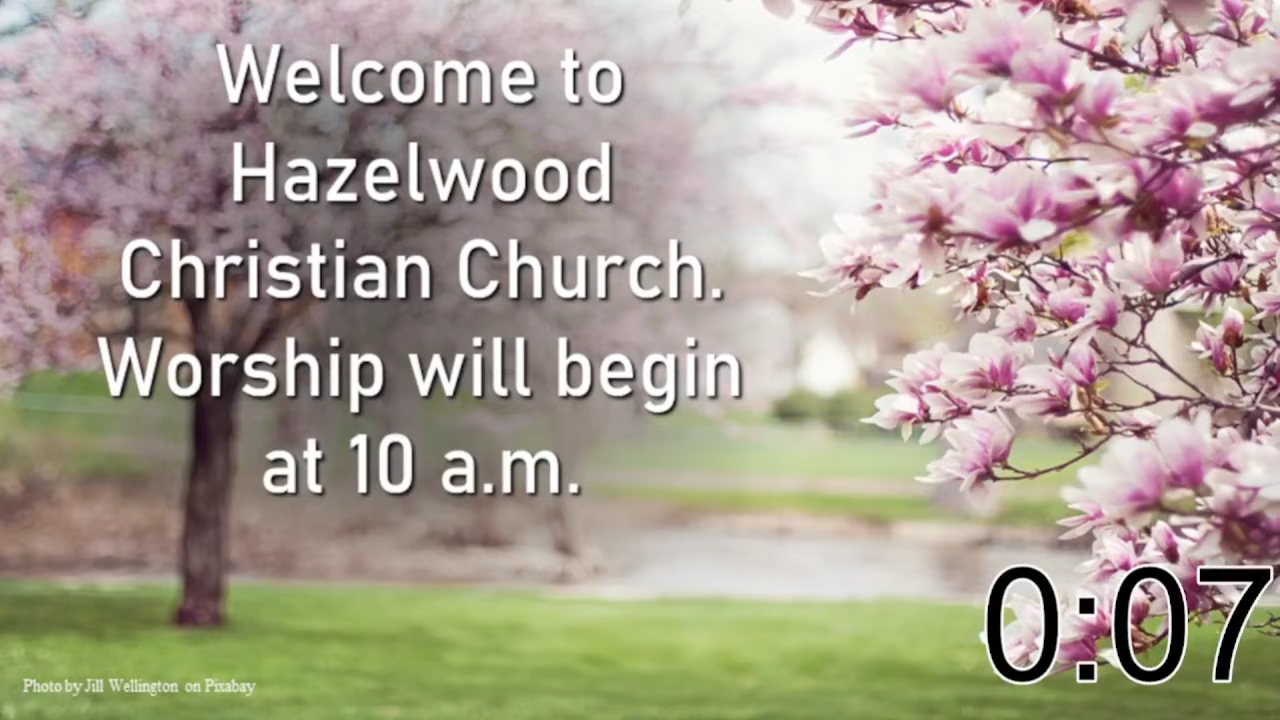 Welcome to
Hazelwood
Christian Church.
Worship will begin
at 10 a.m.
0:07
Photo by Jill Wellington on Pixabay